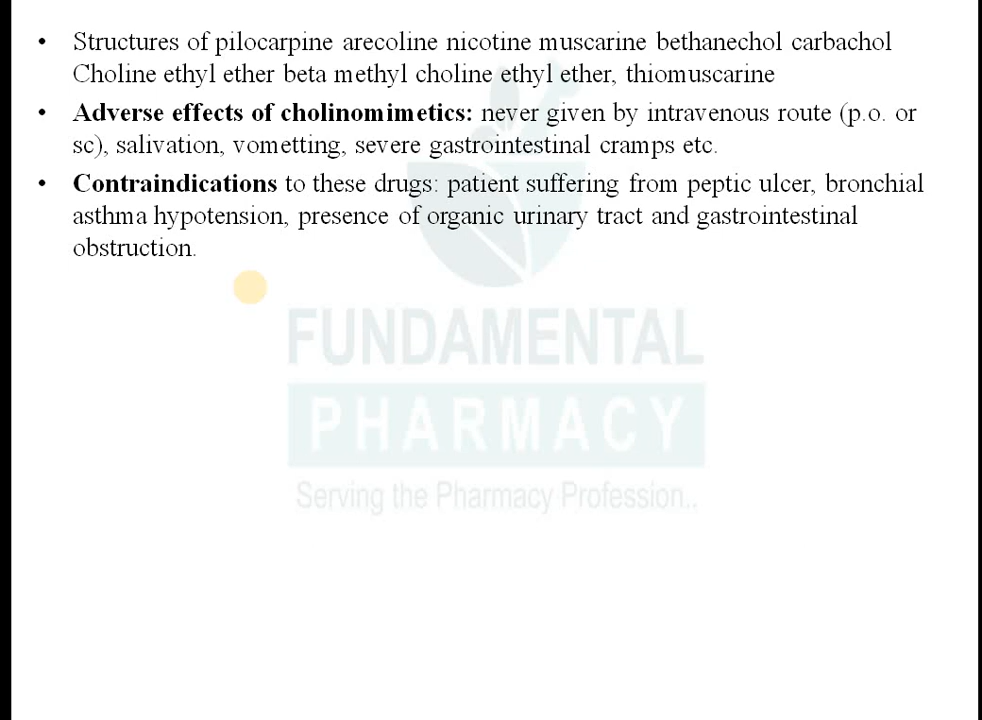 • Structures of pilocarpine arecoline nicotine muscarine bethanechol carbachol
Choline ethyl ether beta methyl choline ethyl ether, thiomuscarine
• Adverse effects of cholinomimetics: never given by intravenous route (p.o. or
sc), salivation, vometting, severe gastrointestinal cramps etc.
• Contraindications to these drugs: patient suffering from peptic ulcer, bronchial
asthma hypotension, presence of organic urinary tract and gastrointestinal
obstruction.
FUNDAMENTAL
PHARMACY
Serving the Pharmacy Profession..